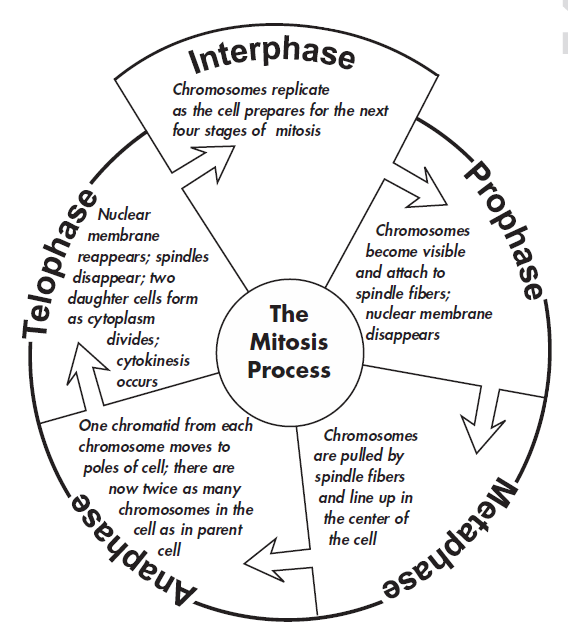 Interphase
Chromosomes replicate
as the cell prepares for the next
four stages of mitosis
Prophase
Chromosomes
become visible
and attach to
spindle fibers;
nuclear membrane
disappears
Metaphase
Chromosomes
are pulled by
spindle fibers
and line up in
the center of
the cell
Anaphase
One chromatid from each
chromosome moves to
poles of cell; there are
now twice as many
chromosomes in the
cell as in parent
cell
Telophase
Nuclear
membrane
reappears; spindles
disappear; two
daughter cells form
as cytoplasm
divides;
cytokinesis
occurs
The
Mitosis
Process